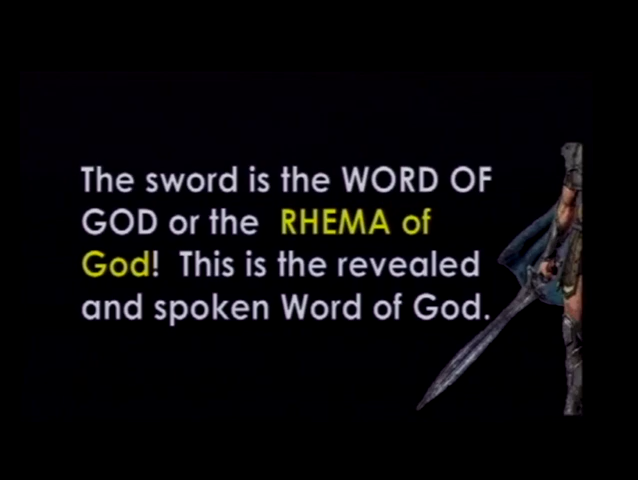 The sword is the WORD OF
GOD or the RHEMA of
God! This is the revealed
and spoken Word of God.